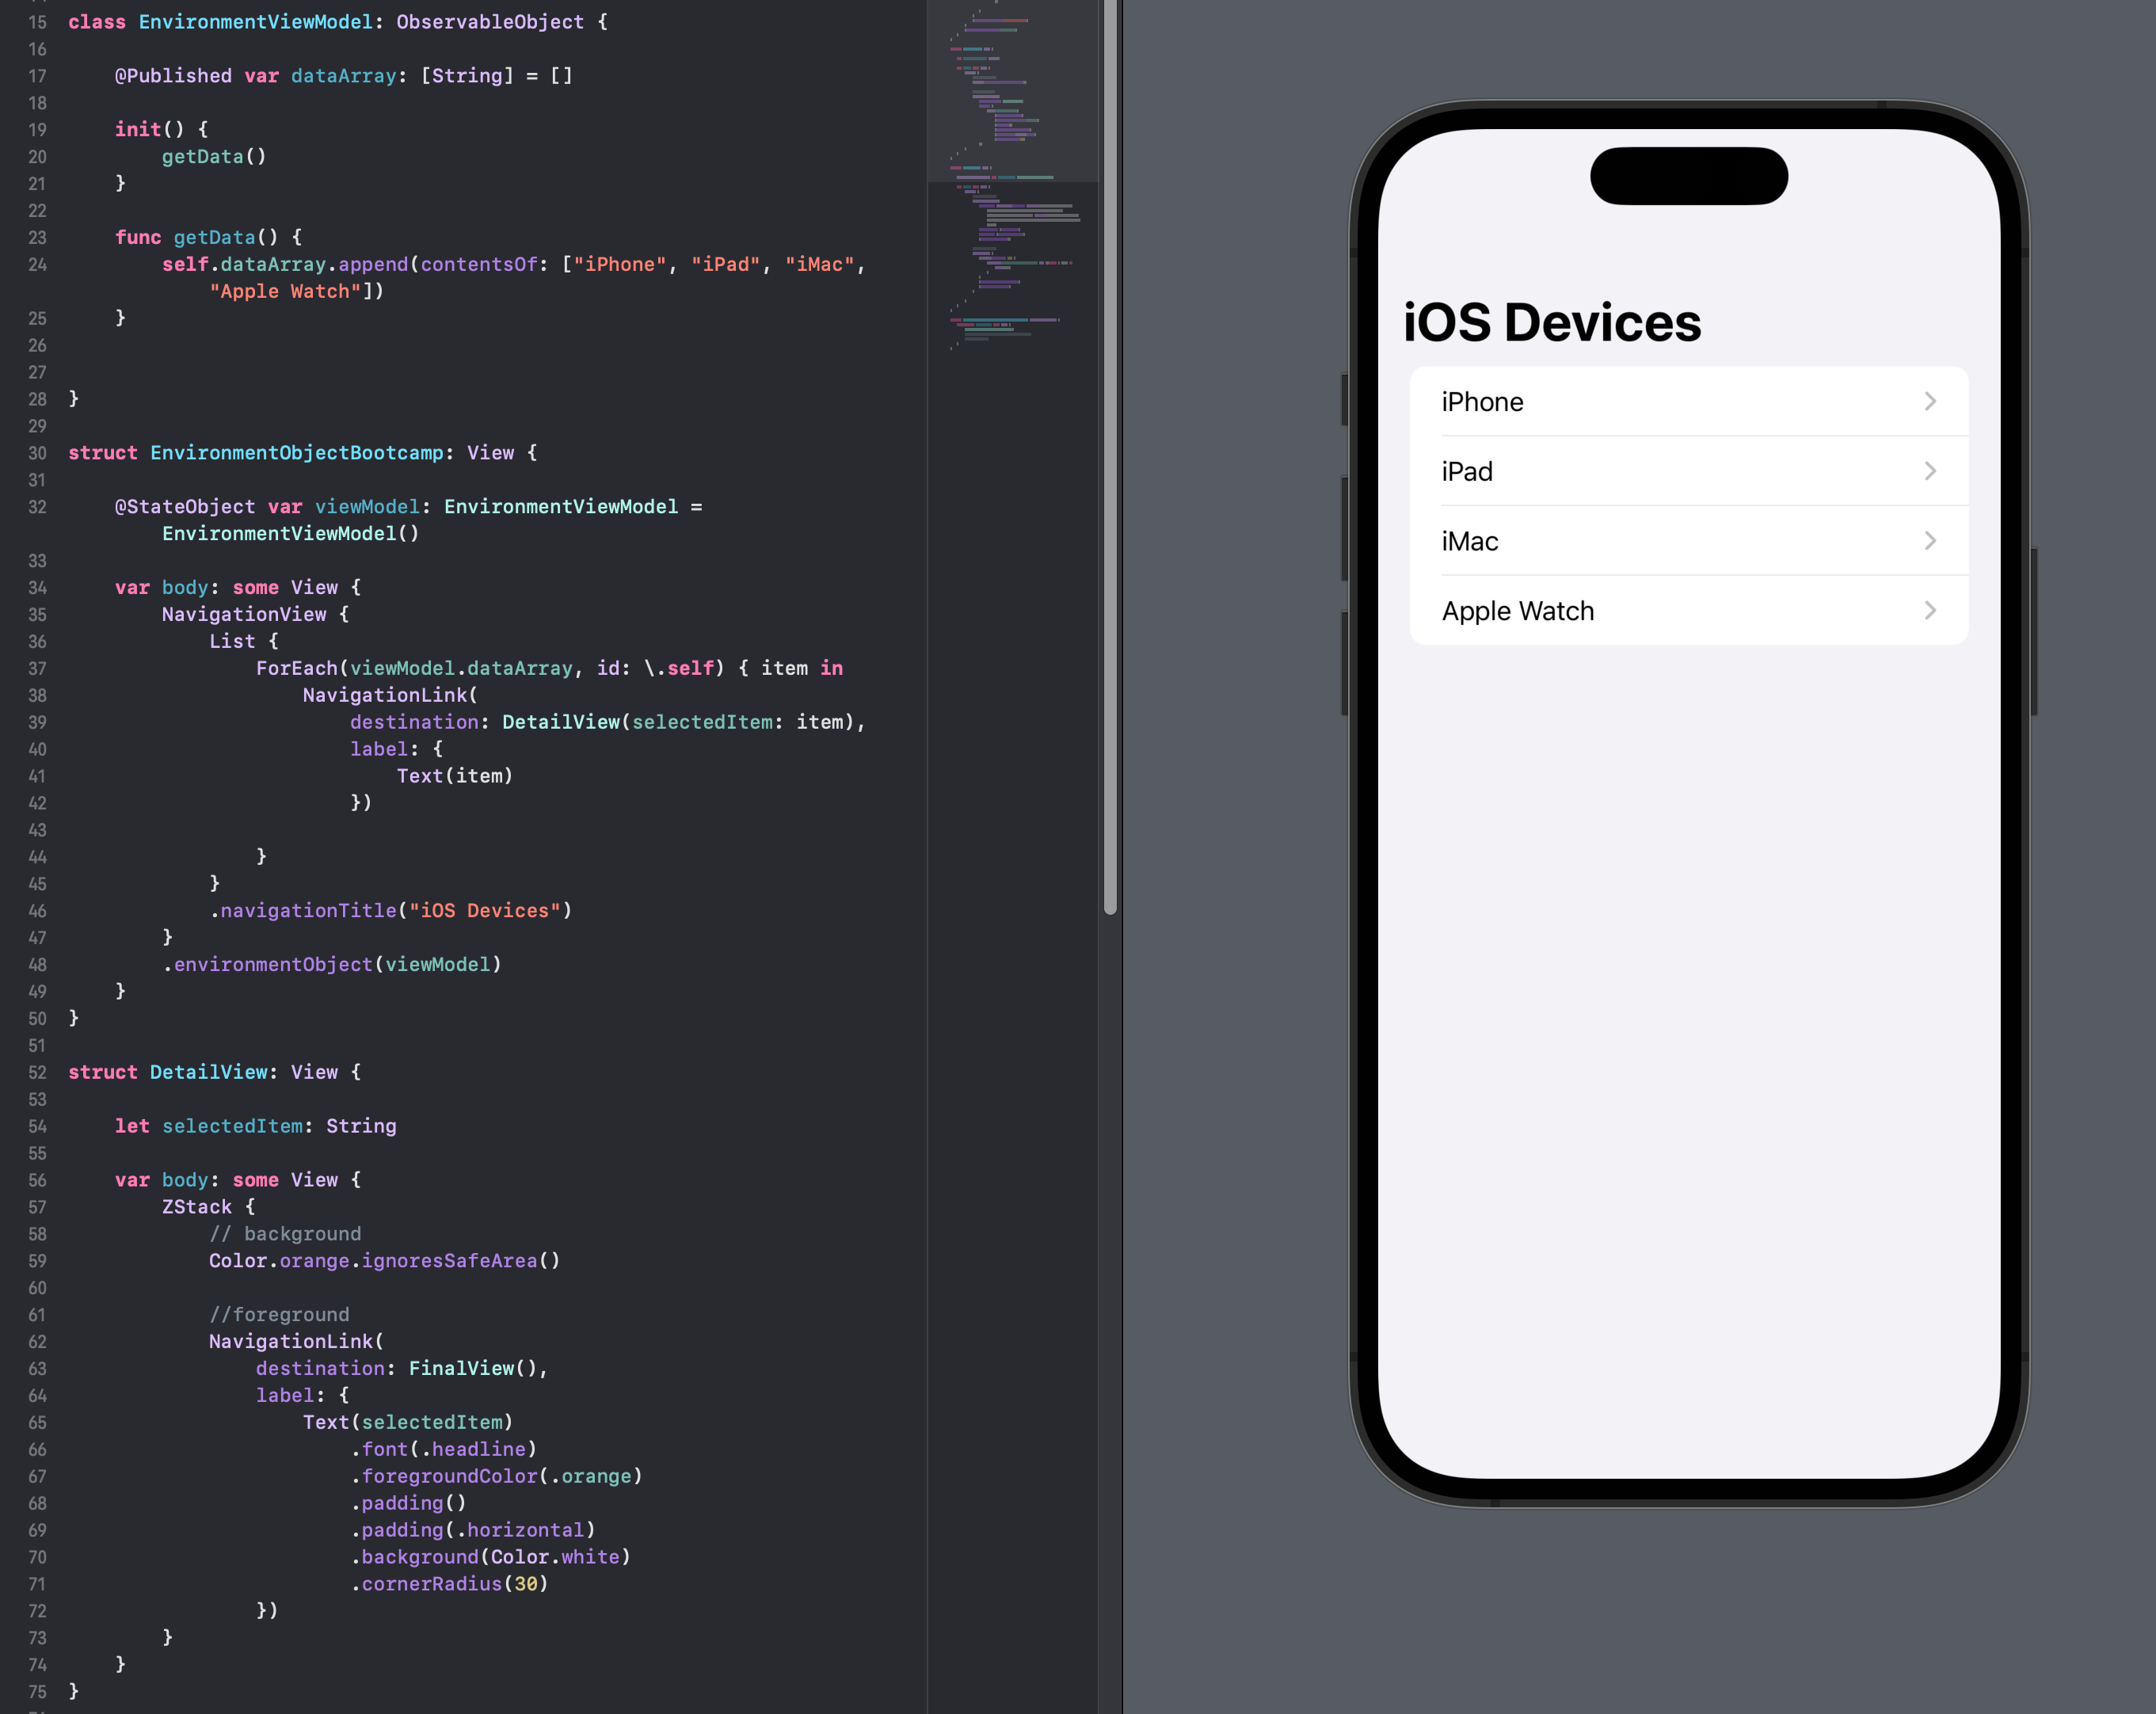 15 class EnvironmentViewModel: ObservableObject {
16
17     @Published var dataArray: [String] = []
18
19     init() {
20         getData()
21     }
22
23     func getData() {
24         self.dataArray.append(contentsOf: ["iPhone", "iPad", "iMac",
            "Apple Watch"])
25     }
26
27
28 }
29
30 struct EnvironmentObjectBootcamp: View {
31
32     @StateObject var viewModel: EnvironmentViewModel =
        EnvironmentViewModel()
33
34     var body: some View {
35         NavigationView {
36             List {
37                 ForEach(viewModel.dataArray, id: \.self) { item in
38                     NavigationLink(
39                         destination: DetailView(selectedItem: item),
40                         label: {
41                             Text(item)
42                         })
43
44                 }
45             }
46             .navigationTitle("iOS Devices")
47         }
48         .environmentObject(viewModel)
49     }
50 }
51
52 struct DetailView: View {
53
54     let selectedItem: String
55
56     var body: some View {
57         ZStack {
58             // background
59             Color.orange.ignoresSafeArea()
60
61             //foreground
62             NavigationLink(
63                 destination: FinalView(),
64                 label: {
65                     Text(selectedItem)
66                         .font(.headline)
67                         .foregroundColor(.orange)
68                         .padding()
69                         .padding(.horizontal)
70                         .background(Color.white)
71                         .cornerRadius(30)
72                 })
73         }
74     }
75 }
iOS Devices
iPhone
iPad
iMac
Apple Watch